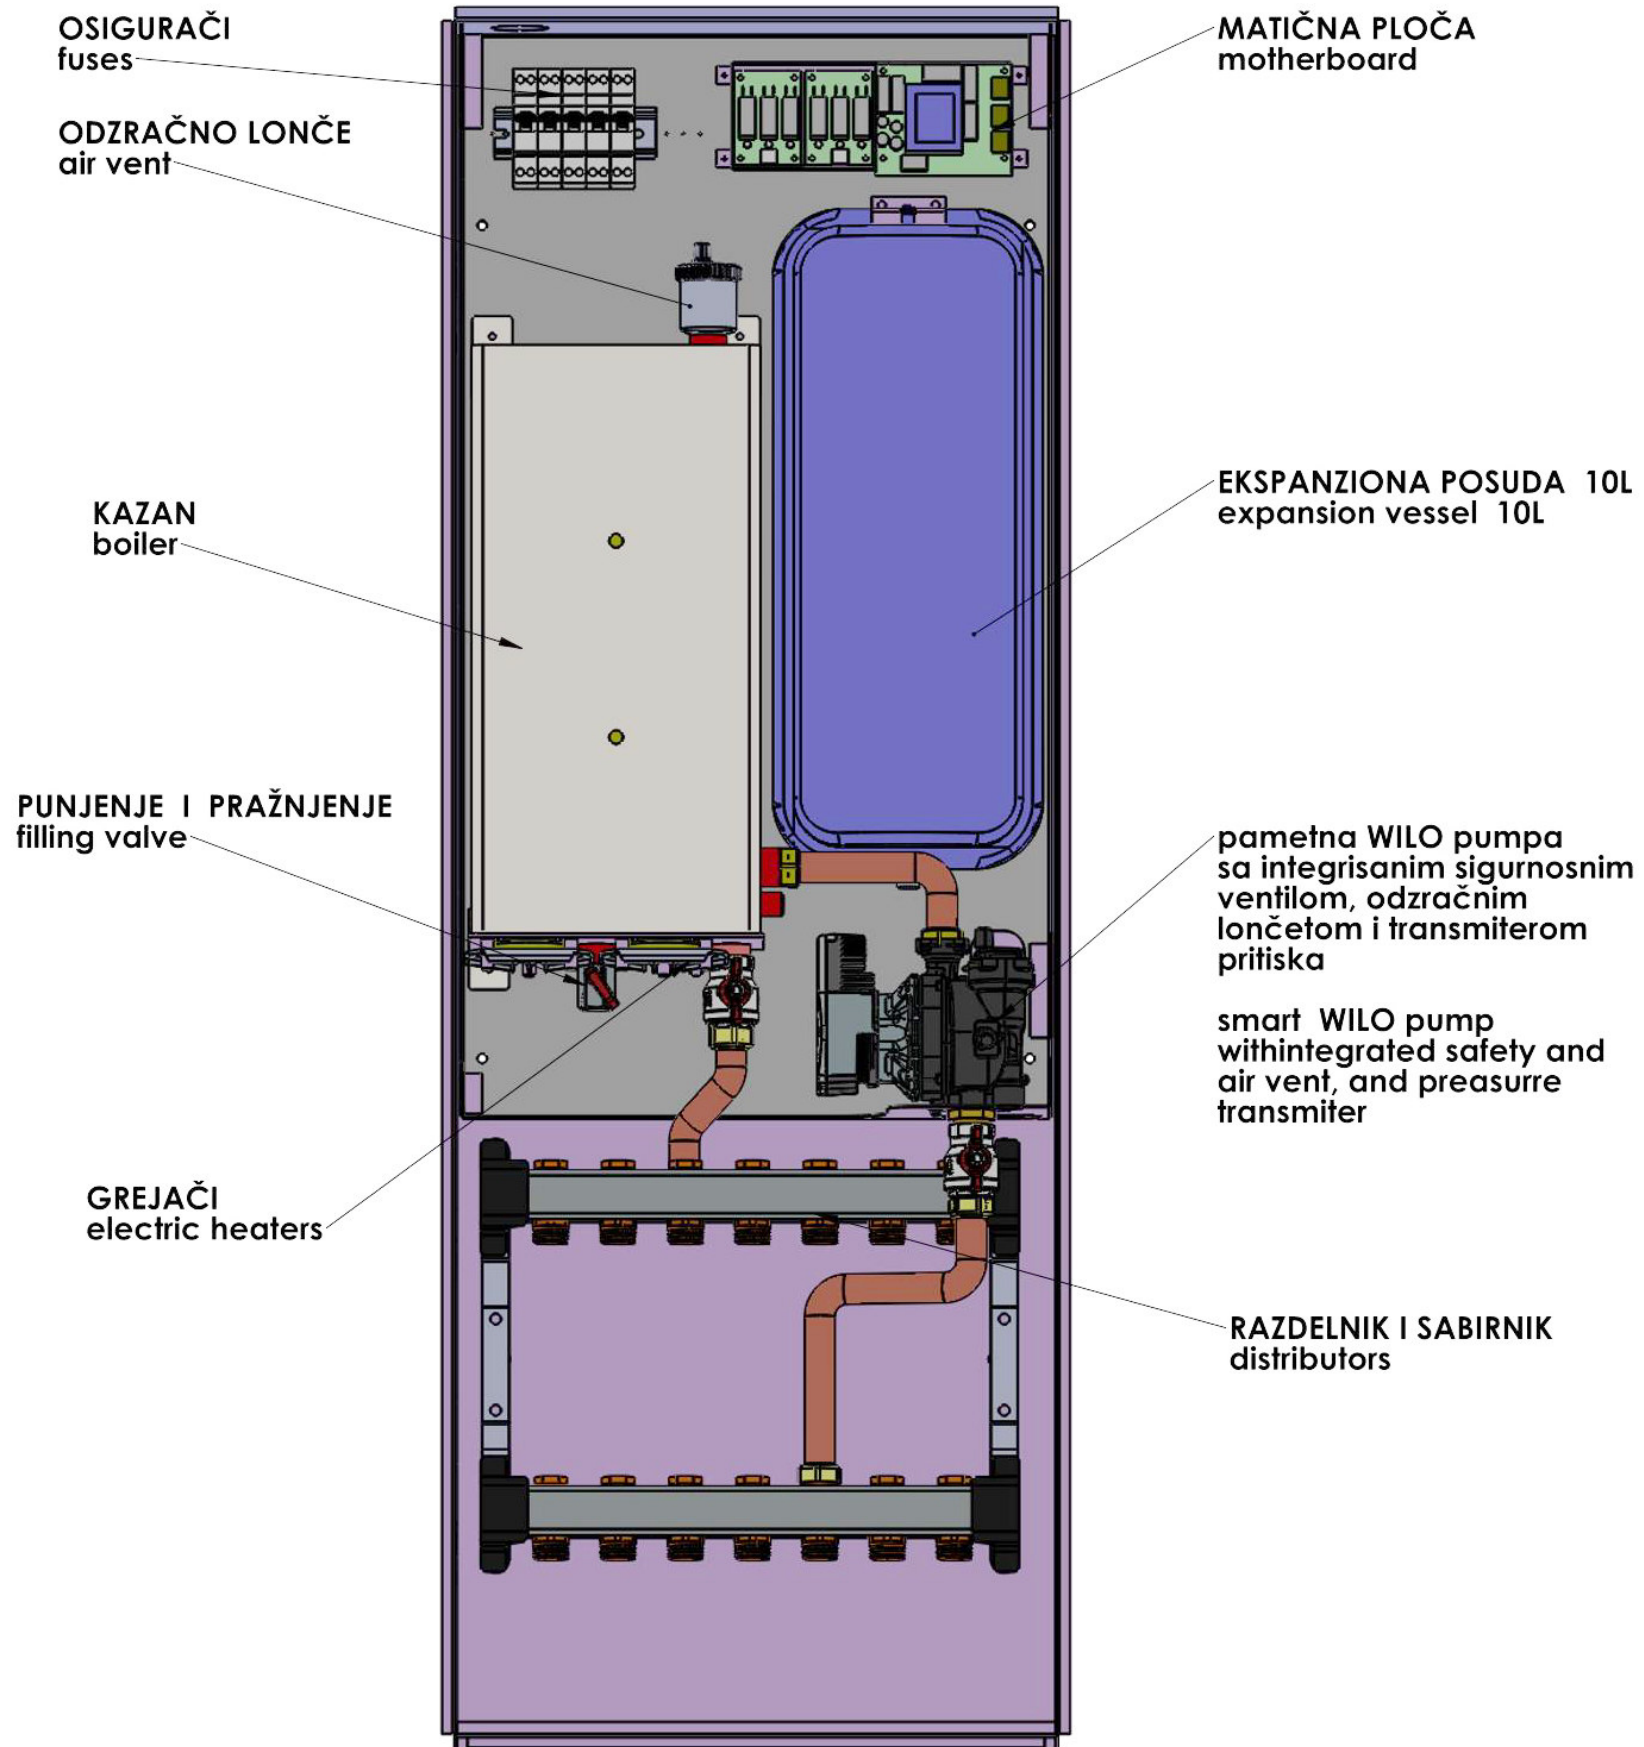 OSIGURAČI
fuses
ODZRAČNO LONČE
air vent
KAZAN
boiler
PUNJENJE I PRAŽNJENJE
filling valve
GREJAČI
electric heaters
MATIČNA PLOČA
motherboard
EKSPANZIONA POSUDA 10L
expansion vessel 10L
pametna WILO pumpa
sa integrisanim sigurnosnim
ventilom, odzračnim
lončetom i transmiterom
pritiska
smart WILO pump
withintegrated safety and
air vent, and preasurre
transmiter
RAZDELNIK I SABIRNIK
distributors